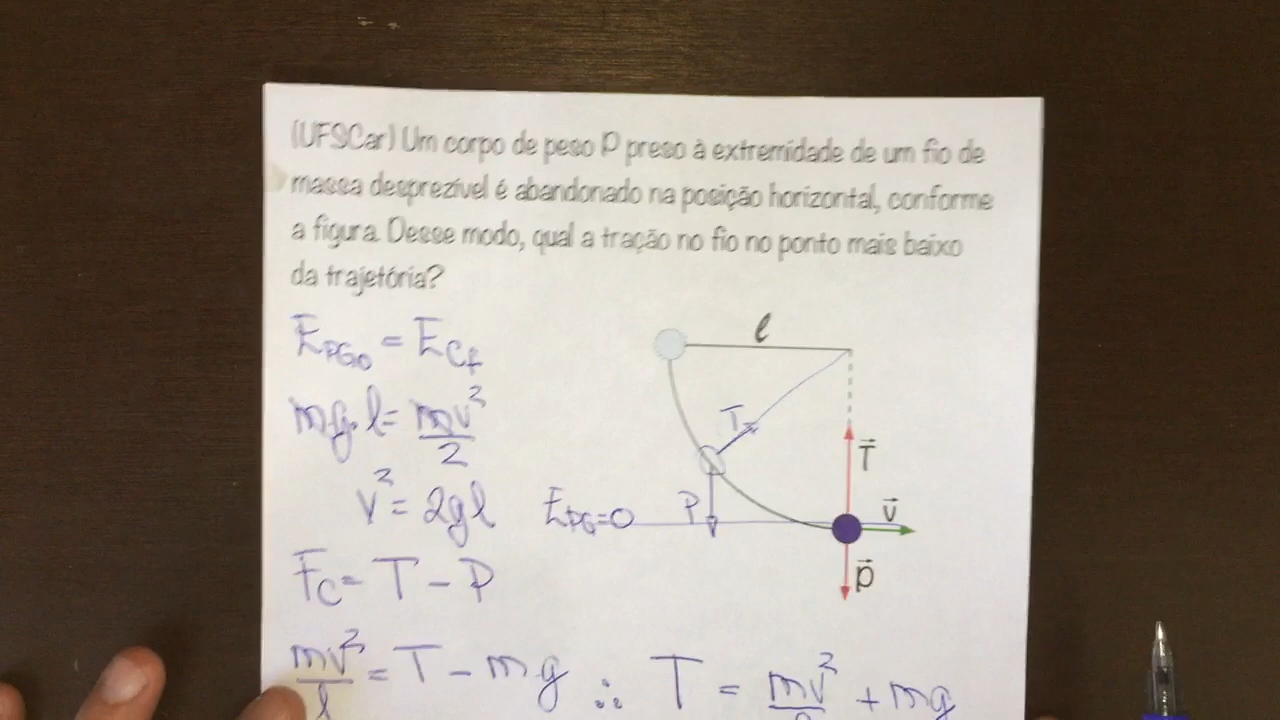 (UFSCar) Um corpo de peso P preso à extremidade de um fio de
massa desprezível é abandonado na posição horizontal, conforme
a figura. Desse modo, qual a tração no fio no ponto mais baixo
da trajetória?
E_PG0 = E_Cf
mg.l = mv²/2
v² = 2gl
F_C = T - P
mv²/l = T - mg ∴ T = mv²/l + mg
l
T
P
E_PG=0
T⃗
v⃗
p⃗